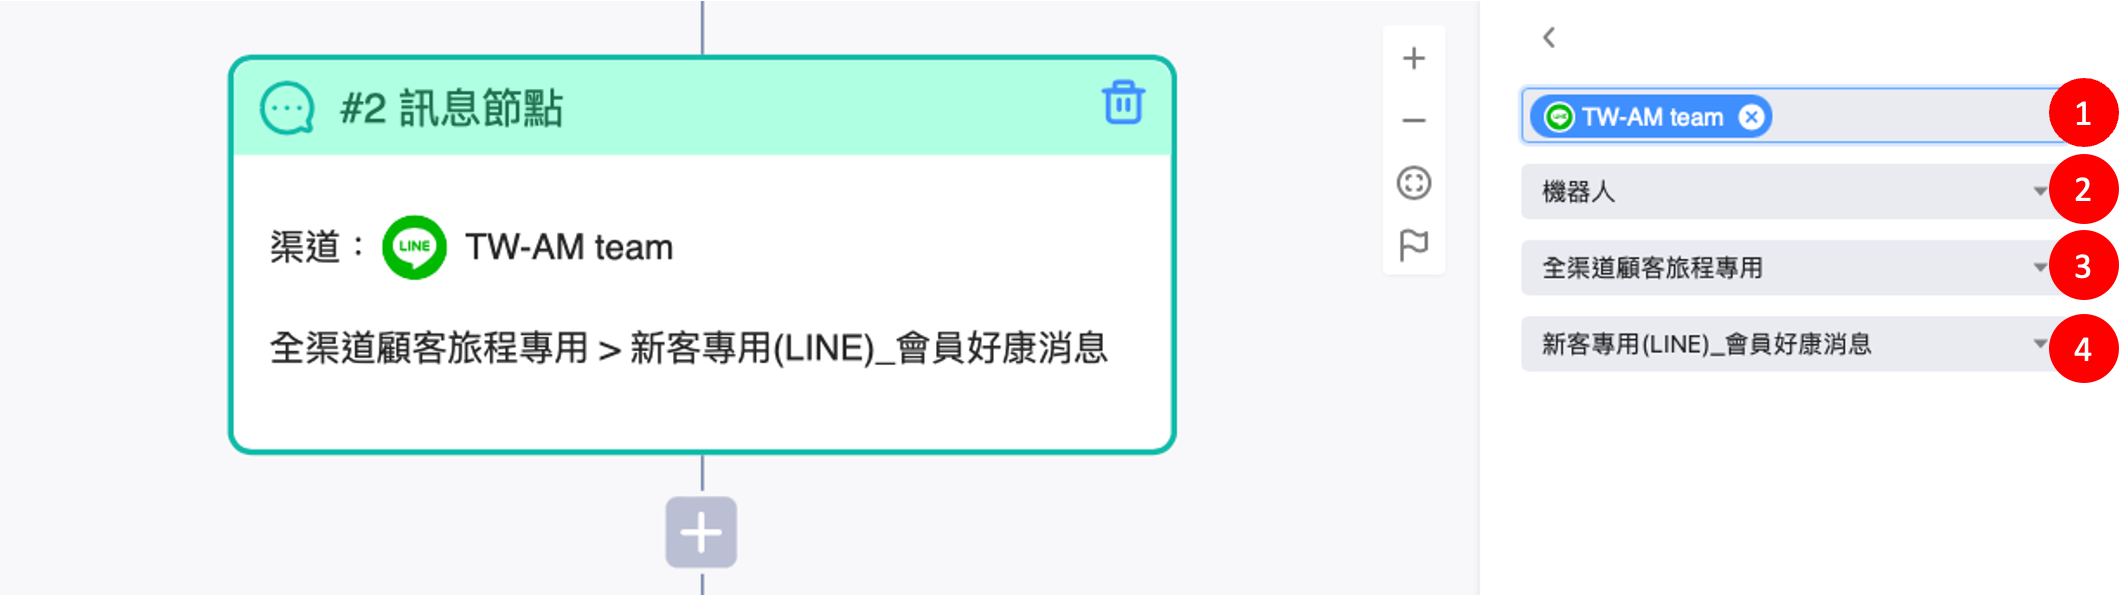 #2 訊息節點
渠道： LINE TW-AM team
全渠道顧客旅程專用 > 新客專用(LINE)_會員好康消息
TW-AM team 1
機器人 2
全渠道顧客旅程專用 3
新客專用(LINE)_會員好康消息 4